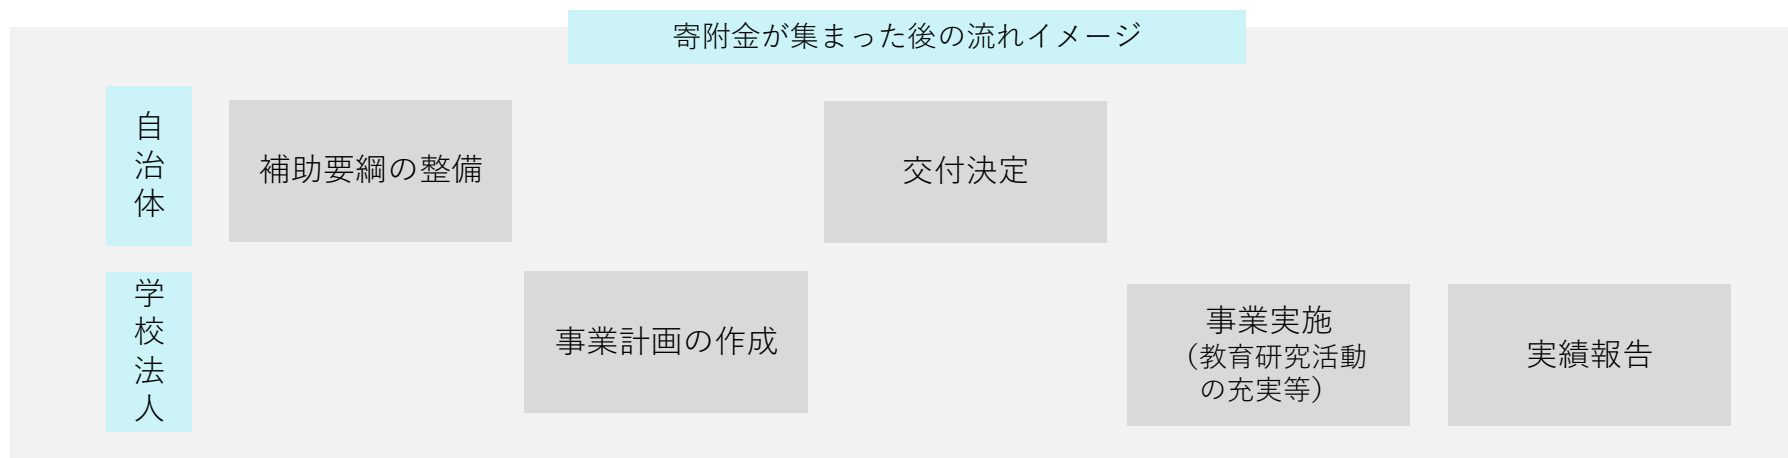 寄附金が集まった後の流れイメージ
自治体
補助要綱の整備
交付決定
学校法人
事業計画の作成
事業実施
（教育研究活動
の充実等）
実績報告